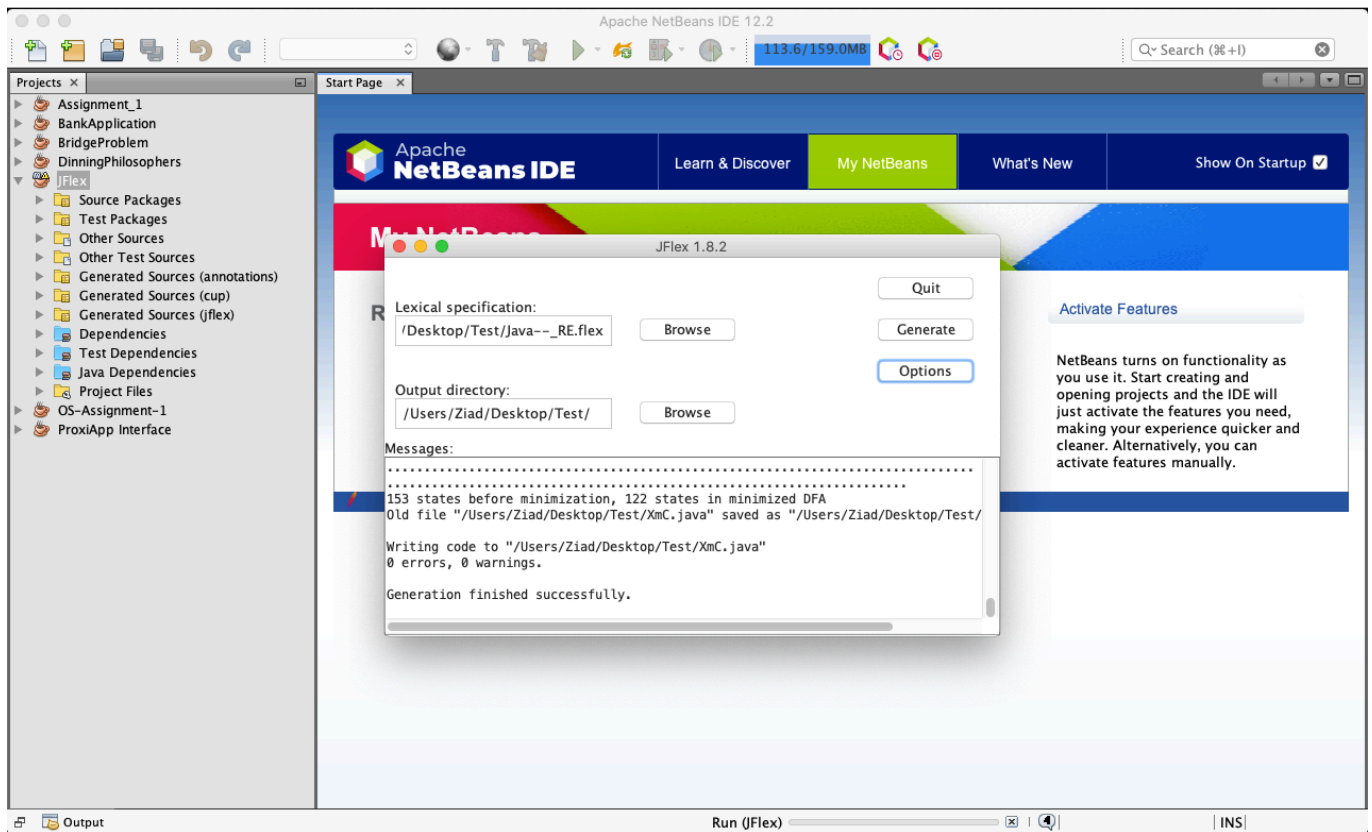 Apache NetBeans IDE 12.2
113.6/159.0MB
Search (⌘+I)
Projects
Assignment_1
BankApplication
BridgeProblem
DinningPhilosophers
JFlex
Source Packages
Test Packages
Other Sources
Other Test Sources
Generated Sources (annotations)
Generated Sources (cup)
Generated Sources (jflex)
Dependencies
Test Dependencies
Java Dependencies
Project Files
OS-Assignment-1
ProxiApp Interface
Start Page
Apache
NetBeans IDE
Learn & Discover
My NetBeans
What's New
Show On Startup
My NetBeans
JFlex 1.8.2
Quit
Lexical specification:
/Desktop/Test/Java--_RE.flex
Browse
Generate
Options
Output directory:
/Users/Ziad/Desktop/Test/
Browse
Messages:
153 states before minimization, 122 states in minimized DFA
Old file "/Users/Ziad/Desktop/Test/XmC.java" saved as "/Users/Ziad/Desktop/Test/
Writing code to "/Users/Ziad/Desktop/Test/XmC.java"
0 errors, 0 warnings.
Generation finished successfully.
Activate Features
NetBeans turns on functionality as
you use it. Start creating and
opening projects and the IDE will
just activate the features you need,
making your experience quicker and
cleaner. Alternatively, you can
activate features manually.
Output
Run (JFlex)
4
INS